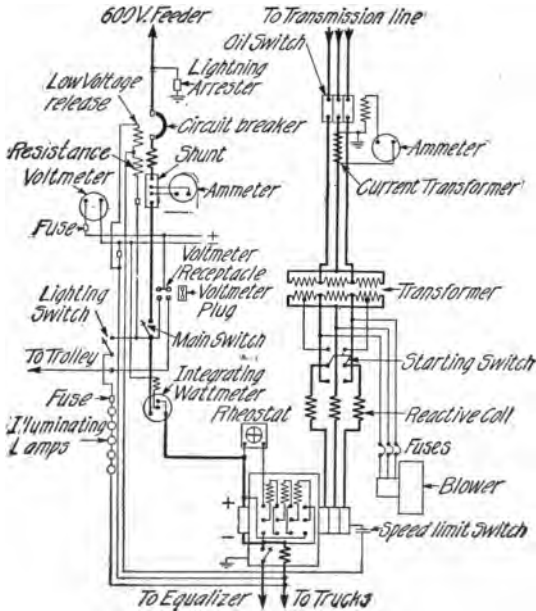 600V. Feeder
To Transmission line
Oil Switch
Low Voltage
release
Lightning
Arrester
Circuit breaker
Resistance
Voltmeter
Shunt
Ammeter
Ammeter
Current Transformer
Fuse
+
-
Voltmeter
Receptacle
Voltmeter
Plug
Transformer
Lighting
Switch
Main Switch
To Trolley
Starting Switch
Integrating
Wattmeter
Fuse
Rheostat
Reactive Coil
Illuminating
Lamps
Fuses
Blower
+
-
Speed limit Switch
To Equalizer
To Trucks